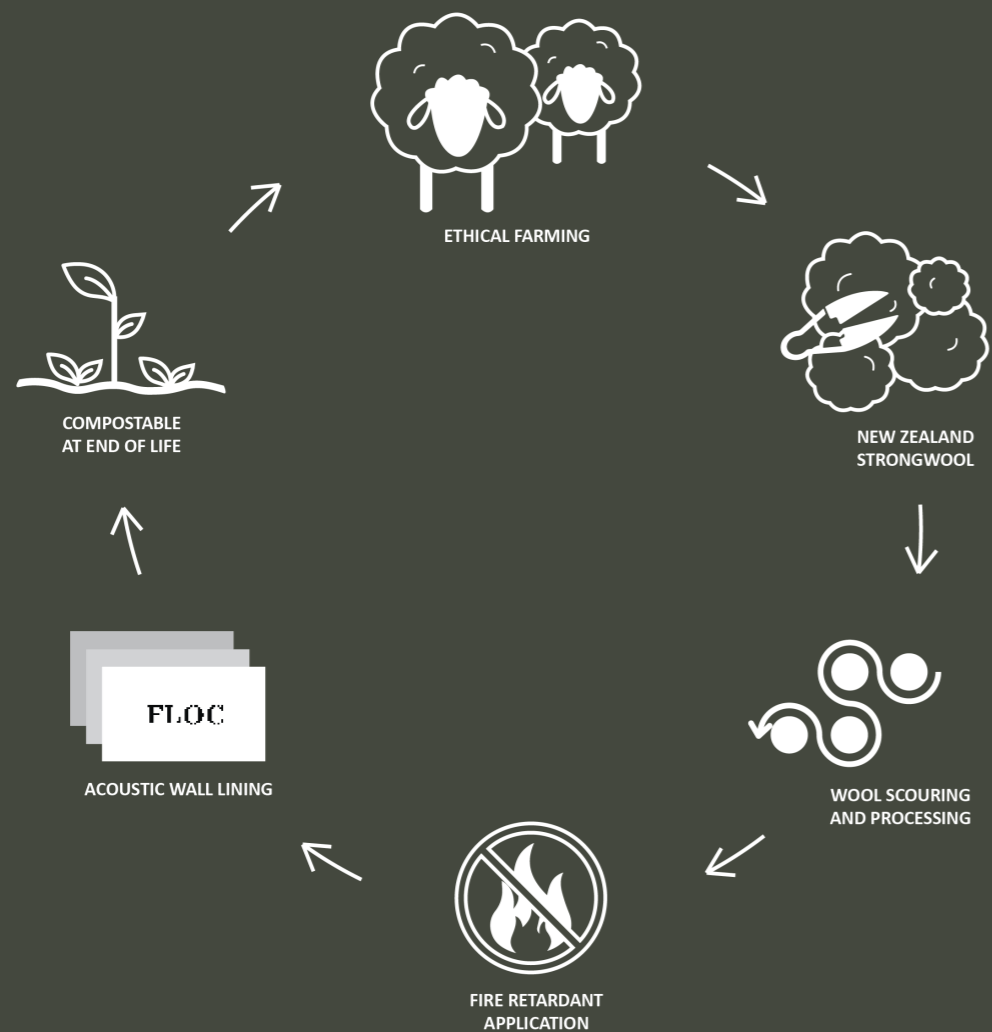 ETHICAL FARMING
NEW ZEALAND
STRONGWOOL
WOOL SCOURING
AND PROCESSING
FIRE RETARDANT
APPLICATION
FLOC
ACOUSTIC WALL LINING
COMPOSTABLE
AT END OF LIFE